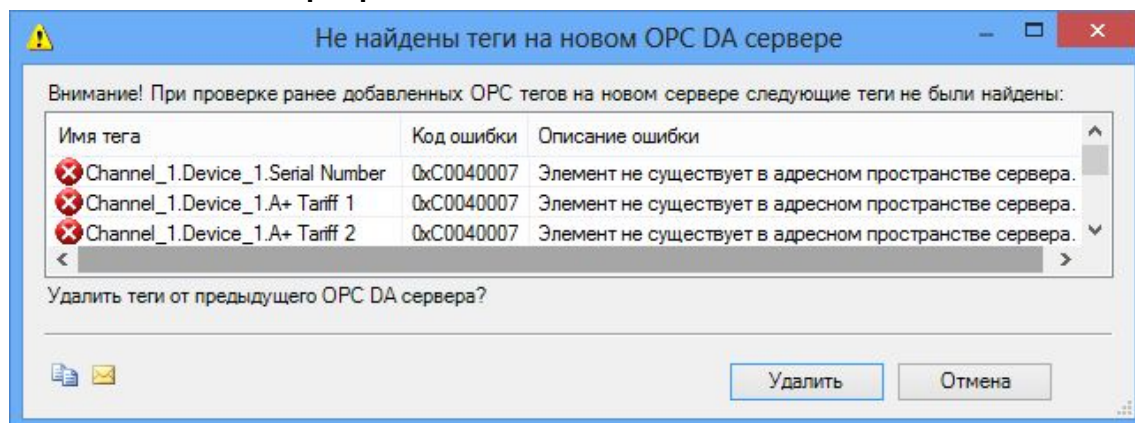 Не найдены теги на новом OPC DA сервере
Внимание! При проверке ранее добавленных OPC тегов на новом сервере следующие теги не были найдены:
Имя тега Код ошибки Описание ошибки
Channel_1.Device_1.Serial Number 0xC0040007 Элемент не существует в адресном пространстве сервера.
Channel_1.Device_1.A+ Tariff 1 0xC0040007 Элемент не существует в адресном пространстве сервера.
Channel_1.Device_1.A+ Tariff 2 0xC0040007 Элемент не существует в адресном пространстве сервера.
Удалить теги от предыдущего OPC DA сервера?
Удалить Отмена